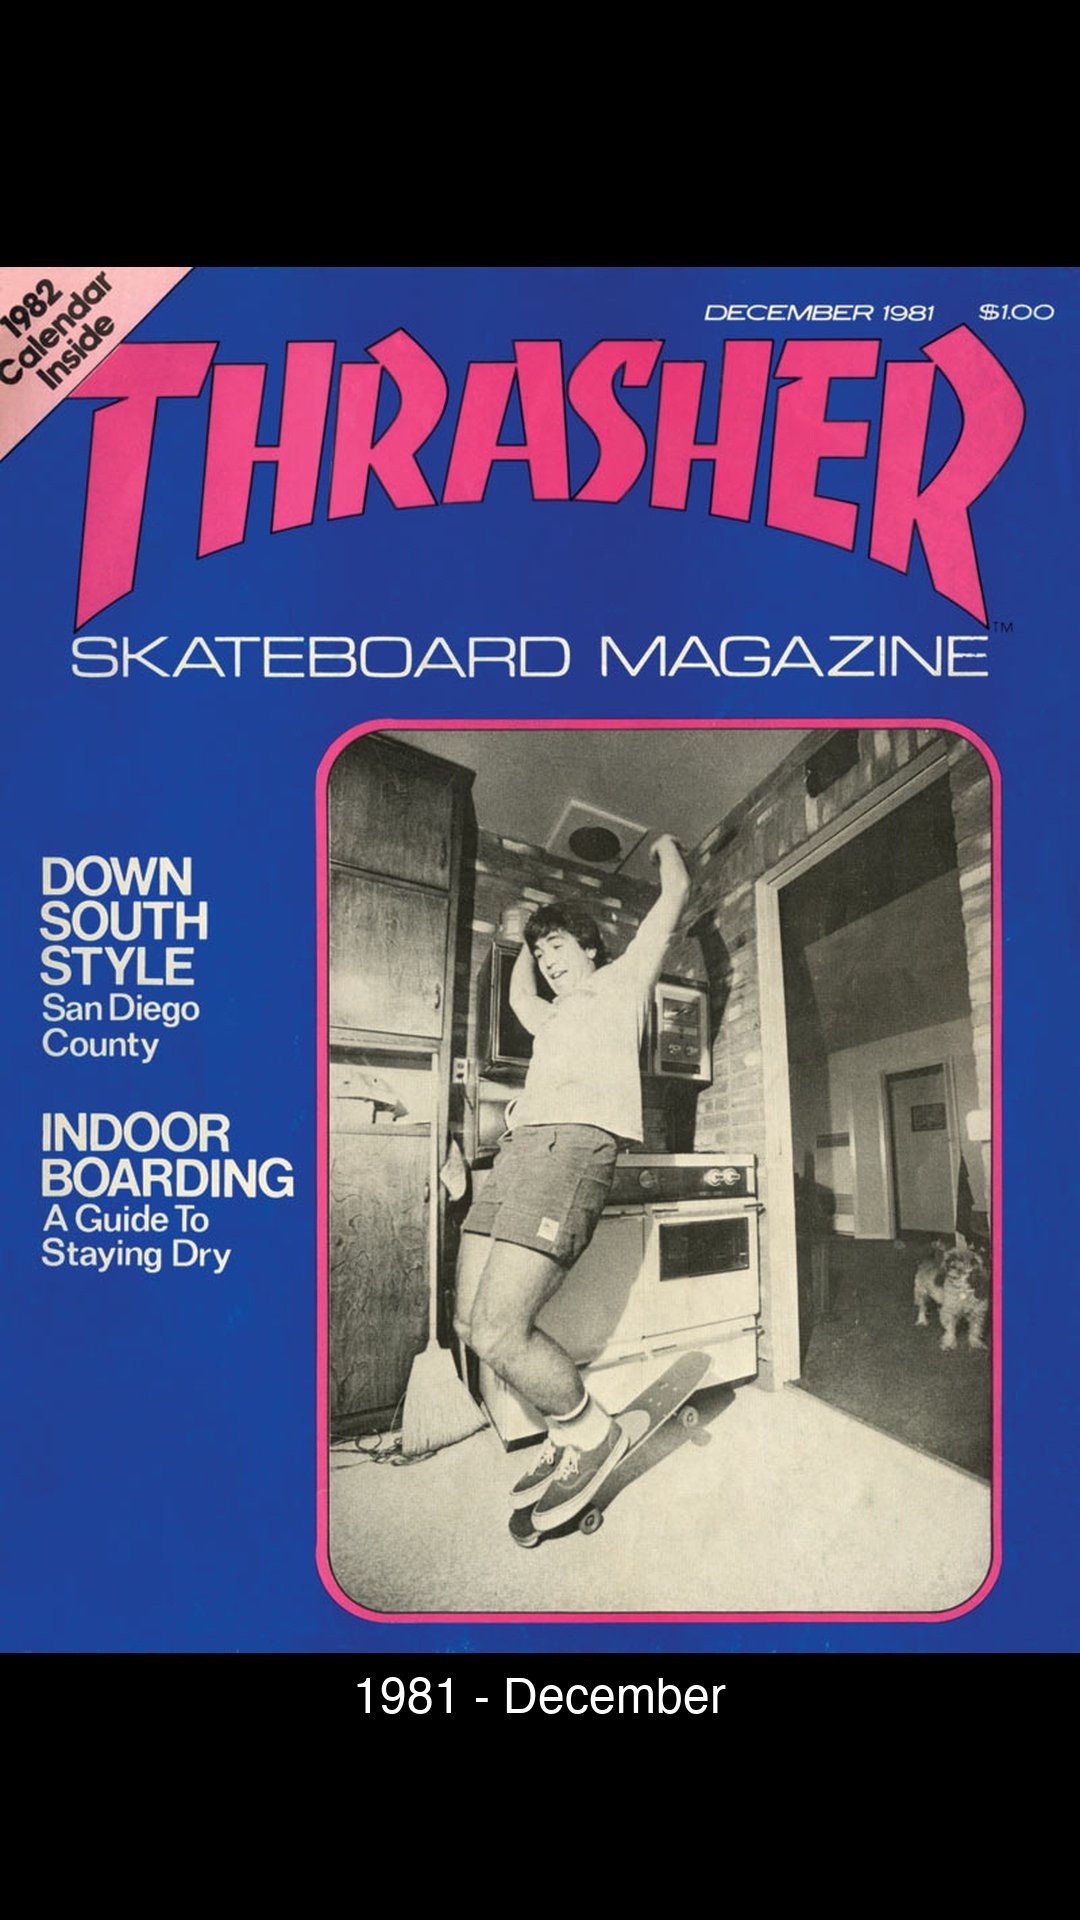 1982
Calendar
Inside
DECEMBER 1981 $1.00
THRASHER
TM
SKATEBOARD MAGAZINE
DOWN
SOUTH
STYLE
San Diego
County
INDOOR
BOARDING
A Guide To
Staying Dry
1981 - December